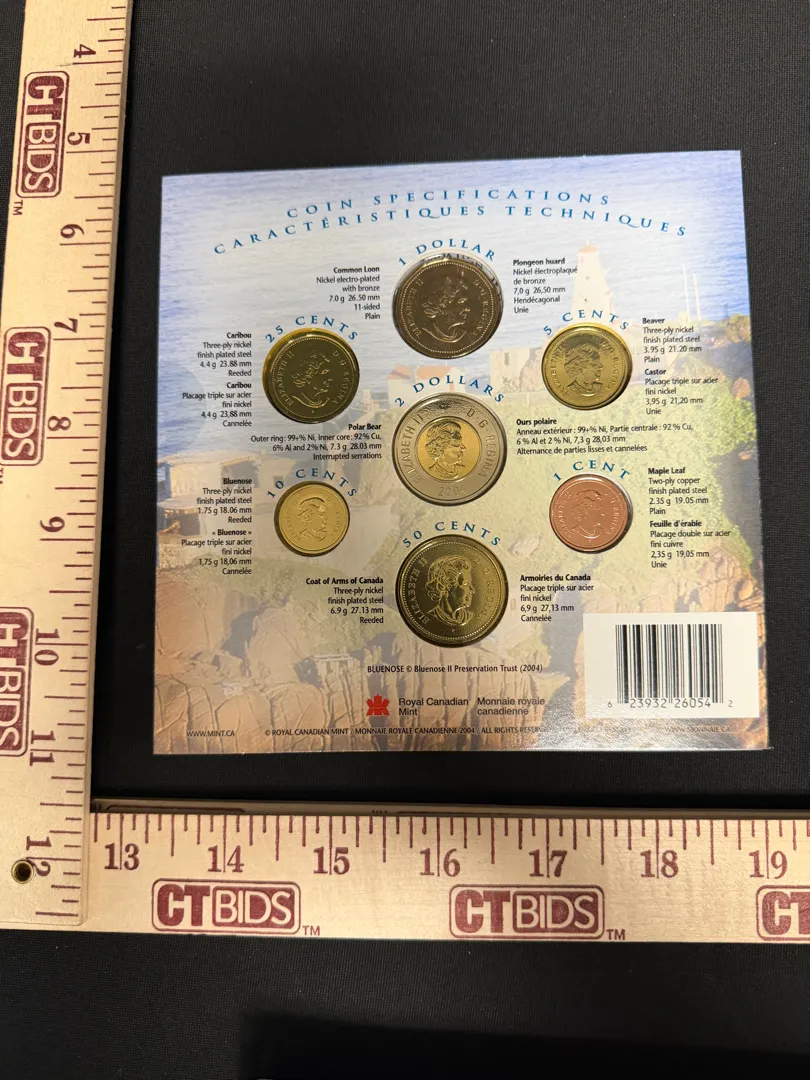 COIN SPECIFICATIONS
CARACTÉRISTIQUES TECHNIQUES
1 DOLLAR
Common Loon
Nickel electro-plated
with bronze
7.0 g 26.50 mm
11-sided
Plain
Plongeon huard
Nickel électroplaqué
de bronze
7,0 g 26,50 mm
Hendécagonal
Unie
25 CENTS
Caribou
Three-ply nickel
finish plated steel
4.4 g 23.88 mm
Reeded
Caribou
Placage triple sur acier
fini nickel
4,4 g 23,88 mm
Cannelée
5 CENTS
Beaver
Three-ply nickel
finish plated steel
3.95 g 21.20 mm
Plain
Castor
Placage triple sur acier
fini nickel
3,95 g 21,20 mm
Unie
2 DOLLARS
Polar Bear
Outer ring: 99+% Ni, Inner core: 92% Cu,
6% Al and 2% Ni, 7.3 g 28.03 mm
Interrupted serrations
Ours polaire
Anneau extérieur : 99+% Ni, Partie centrale : 92% Cu,
6 % Al et 2 % Ni, 7,3 g 28,03 mm
Alternance de parties lisses et cannelées
10 CENTS
Bluenose
Three-ply nickel
finish plated steel
1.75 g 18.06 mm
Reeded
« Bluenose »
Placage triple sur acier
fini nickel
1,75 g 18,06 mm
Cannelée
1 CENT
Maple Leaf
Two-ply copper
finish plated steel
2.35 g 19.05 mm
Plain
Feuille d'érable
Placage double sur acier
fini cuivre
2,35 g 19,05 mm
Unie
50 CENTS
Coat of Arms of Canada
Three-ply nickel
finish plated steel
6.9 g 27.13 mm
Reeded
Armoiries du Canada
Placage triple sur acier
fini nickel
6,9 g 27,13 mm
Cannelée
ELIZABETH II D·G·REGINA
BLUENOSE © Bluenose II Preservation Trust (2004)
Royal Canadian Mint
Monnaie royale canadienne
6 23932 26054 2
WWW.MINT.CA
© ROYAL CANADIAN MINT / MONNAIE ROYALE CANADIENNE 2004 / ALL RIGHTS
WWW.MONNAIE.CA
4 5 6 7 8 9 10 11 12
CTBIDS TM
CTBIDS TM
CTBIDS
13 14 15 16 17 18 19
CTBIDS TM
CTBIDS TM
CT